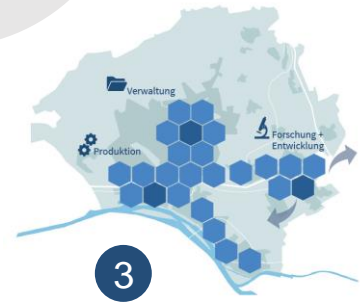 Verwaltung
Forschung +
Entwicklung
Produktion
3